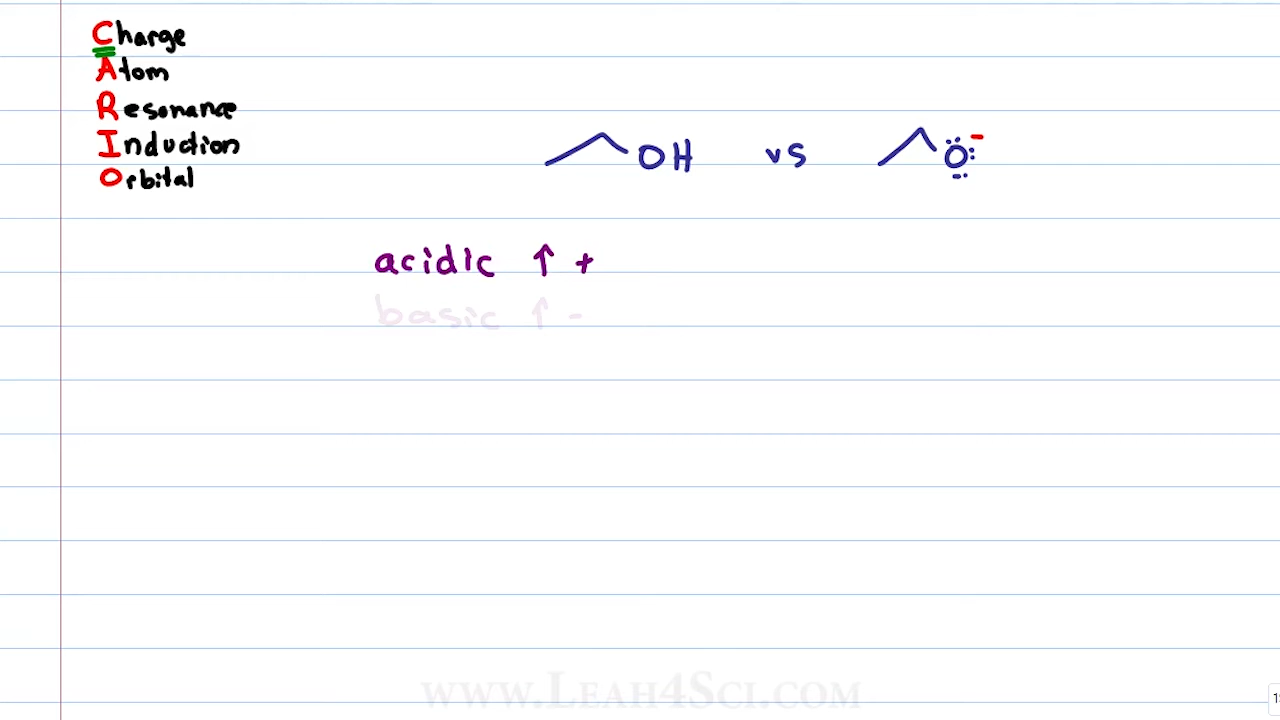 Charge
Atom
Resonance
Induction
Orbital
OH vs O-
acidic ↑ +
basic ↑ -
www.Leah4Sci.com